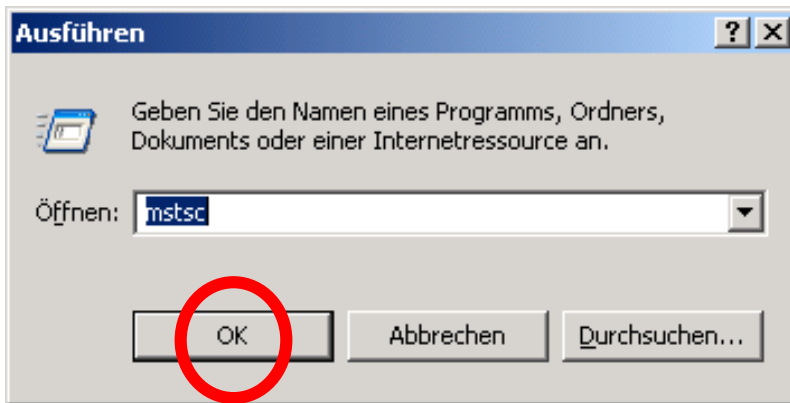 Ausführen
Geben Sie den Namen eines Programms, Ordners,
Dokuments oder einer Internetressource an.
Öffnen: mstsc
OK Abbrechen Durchsuchen...